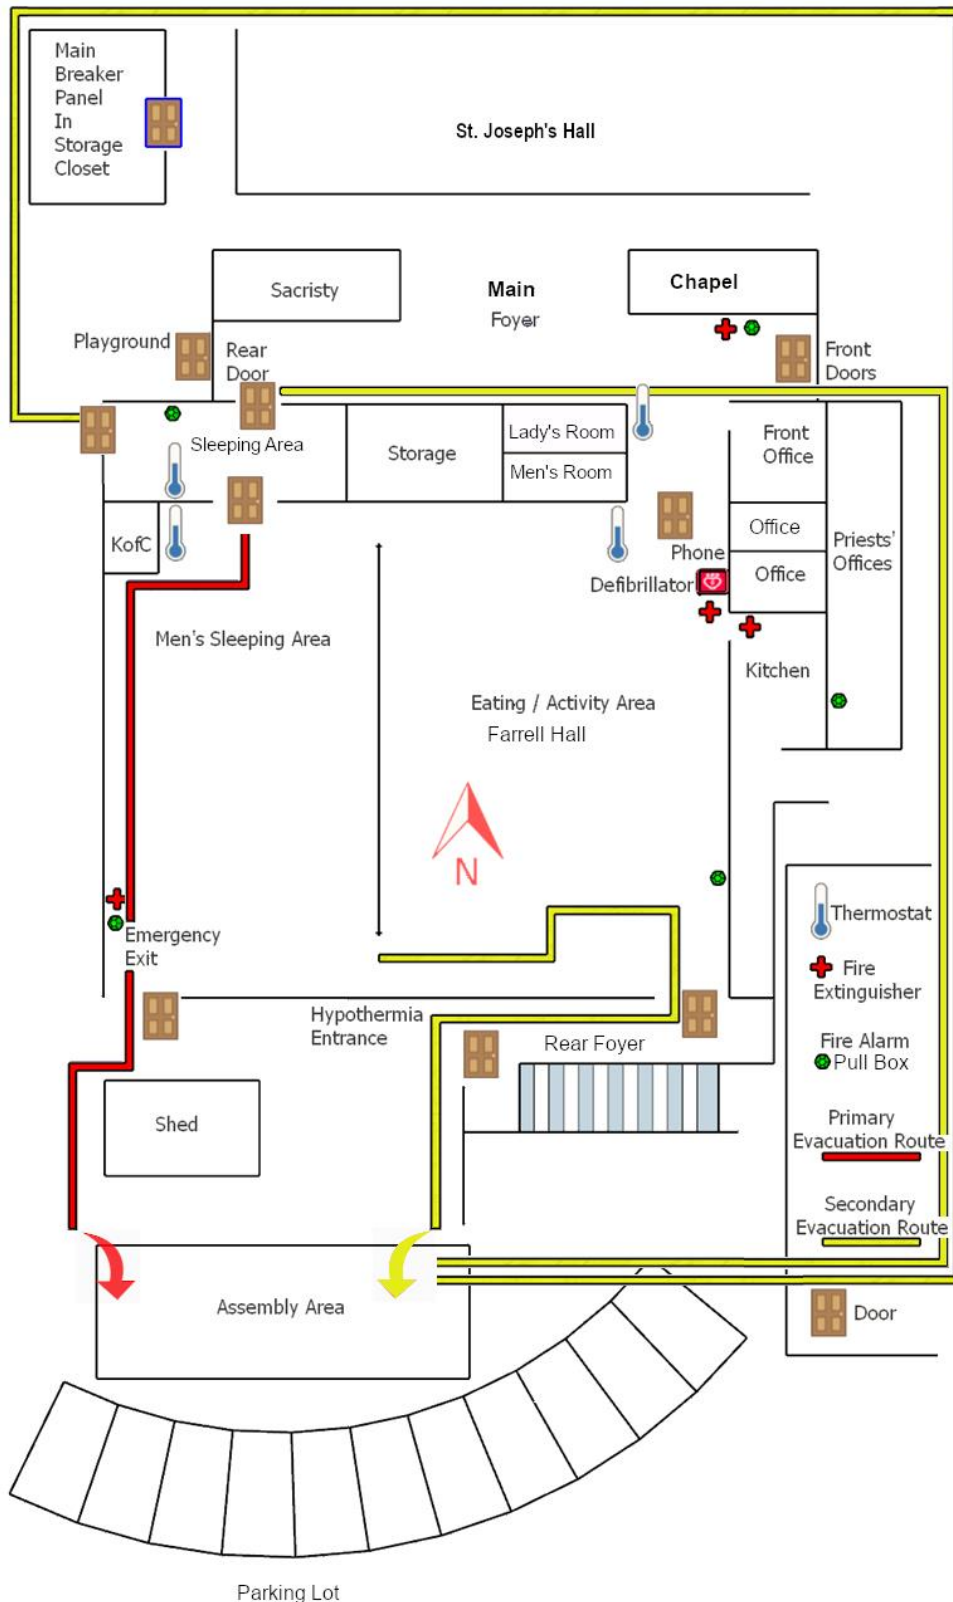 Main
Breaker
Panel
In
Storage
Closet
St. Joseph's Hall
Sacristy
Main
Foyer
Chapel
Playground
Rear
Door
Front
Doors
Sleeping Area
Storage
Lady's Room
Men's Room
Front
Office
KofC
Office
Priests'
Offices
Phone
Defibrillator
Office
Men's Sleeping Area
Kitchen
Eating / Activity Area
Farrell Hall
N
Emergency
Exit
Thermostat
Fire
Extinguisher
Hypothermia
Entrance
Rear Foyer
Fire Alarm
Pull Box
Shed
Primary
Evacuation Route
Secondary
Evacuation Route
Assembly Area
Door
Parking Lot